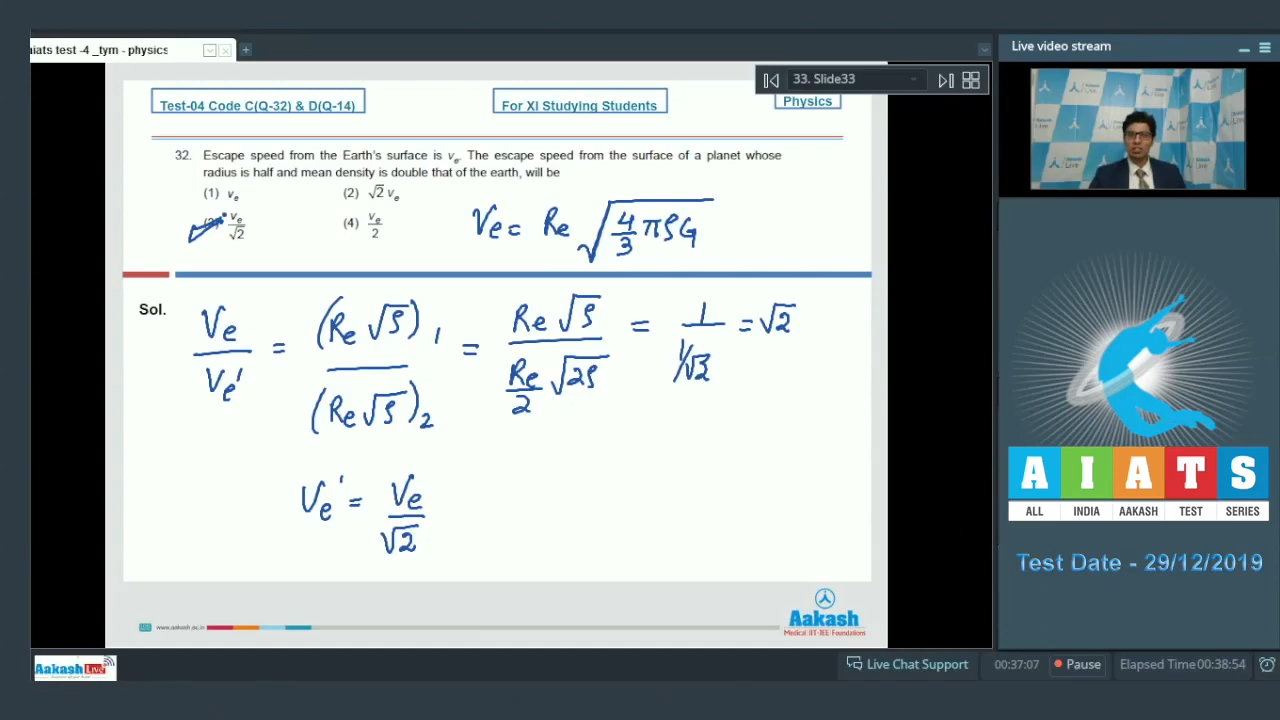 Live video stream
aiats test -4 _tym - physics
33. Slide33
Test-04 Code C(Q-32) & D(Q-14)
For XI Studying Students
Physics
32. Escape speed from the Earth's surface is vₑ. The escape speed from the surface of a planet whose
radius is half and mean density is double that of the earth, will be
(1) vₑ (2) √2 vₑ
vₑ/√2 (4) vₑ/2
Vₑ = Re √(4/3 πρG)
Sol. Vₑ/Vₑ' = (Re √ρ)₁/(Re √ρ)₂ = Re √ρ / (Re/2 √2ρ) = 1/(1/√2) = √2
Vₑ' = Vₑ/√2
A I A T S
ALL INDIA AAKASH TEST SERIES
Test Date - 29/12/2019
Aakash
Medical|IIT-JEE|Foundations
www.aakash.ac.in
Aakash Live
Live Chat Support
00:37:07
Pause
Elapsed Time 00:38:54